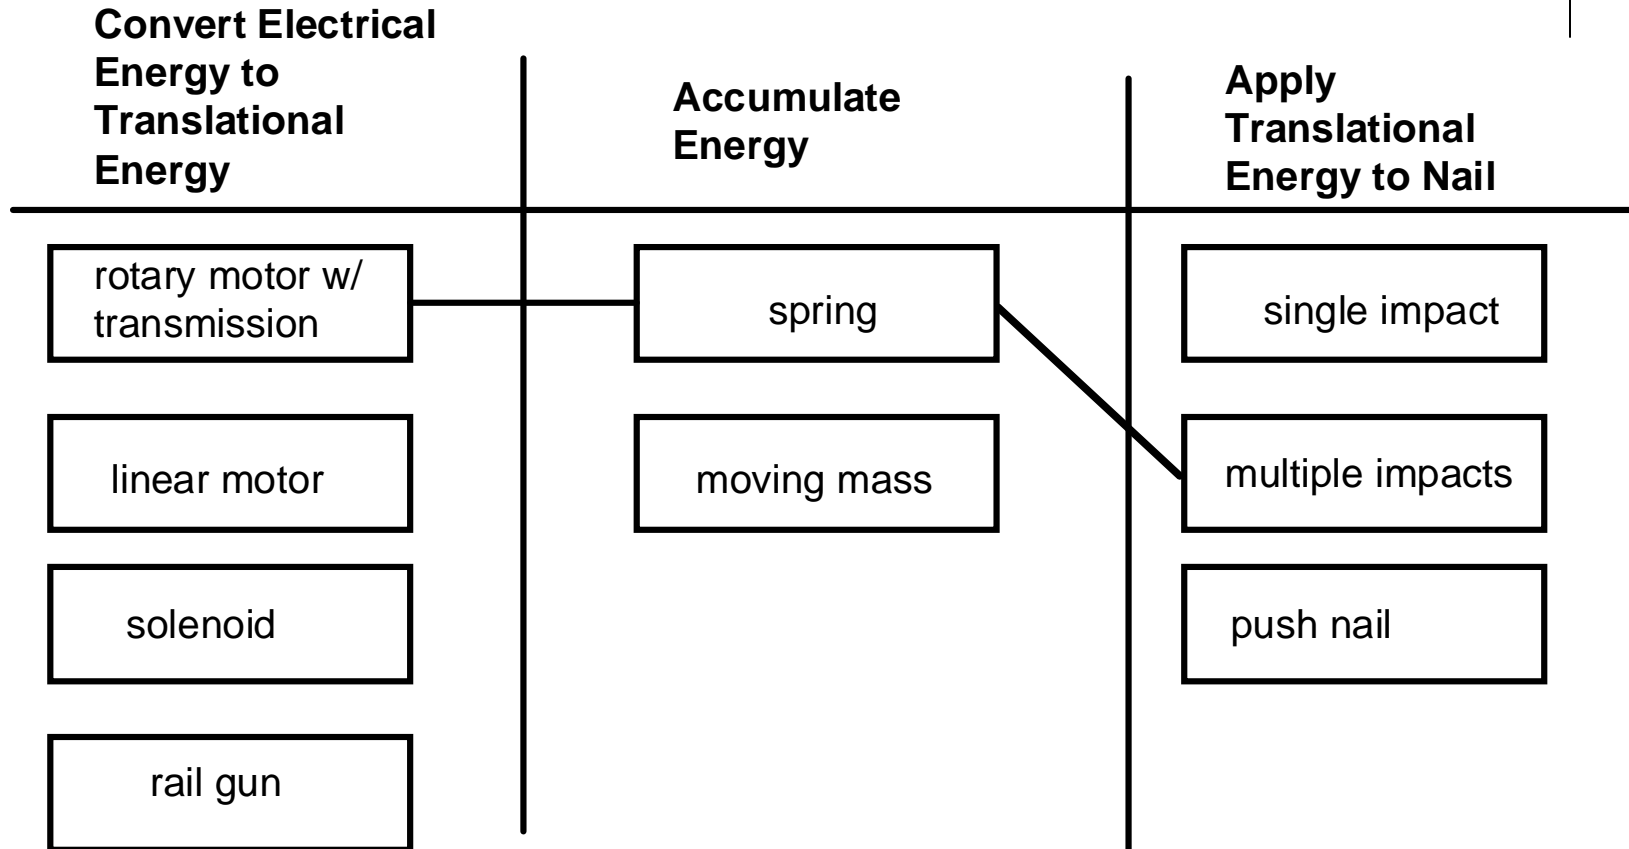 Convert Electrical
Energy to
Translational
Energy
Accumulate
Energy
Apply
Translational
Energy to Nail
rotary motor w/
transmission
spring
single impact
linear motor
moving mass
multiple impacts
solenoid
push nail
rail gun